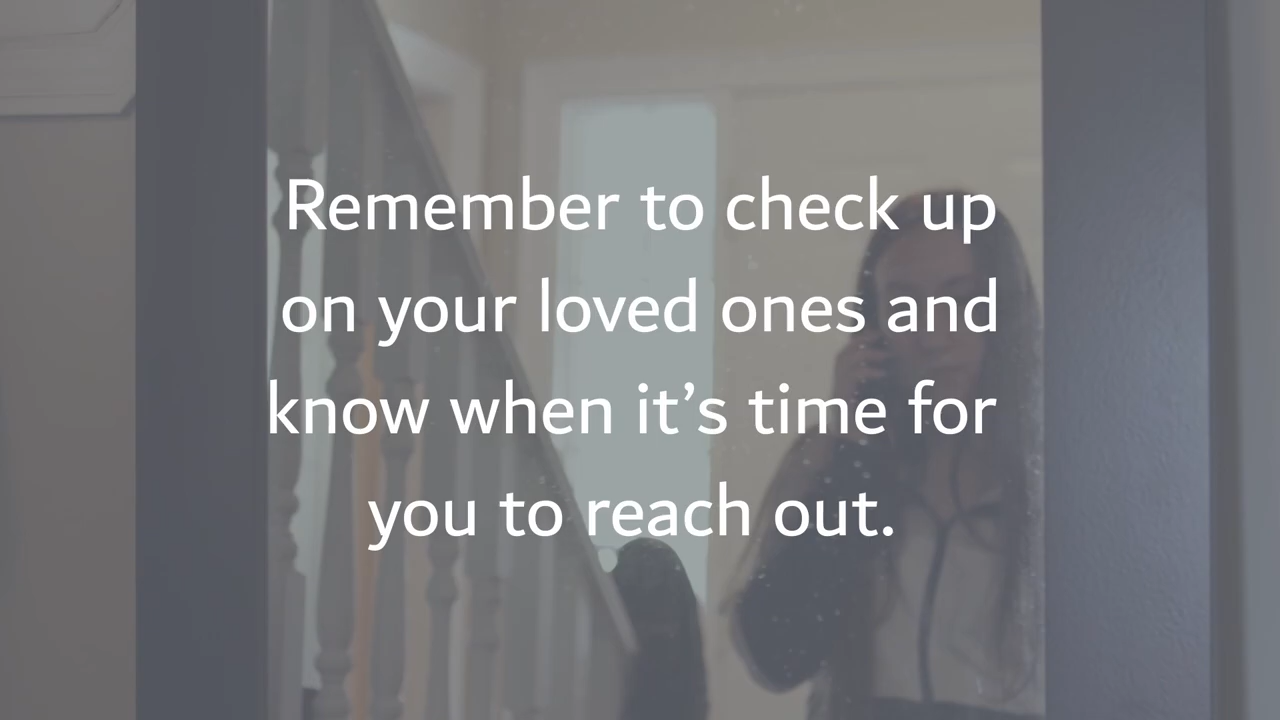 Remember to check up
on your loved ones and
know when it’s time for
you to reach out.